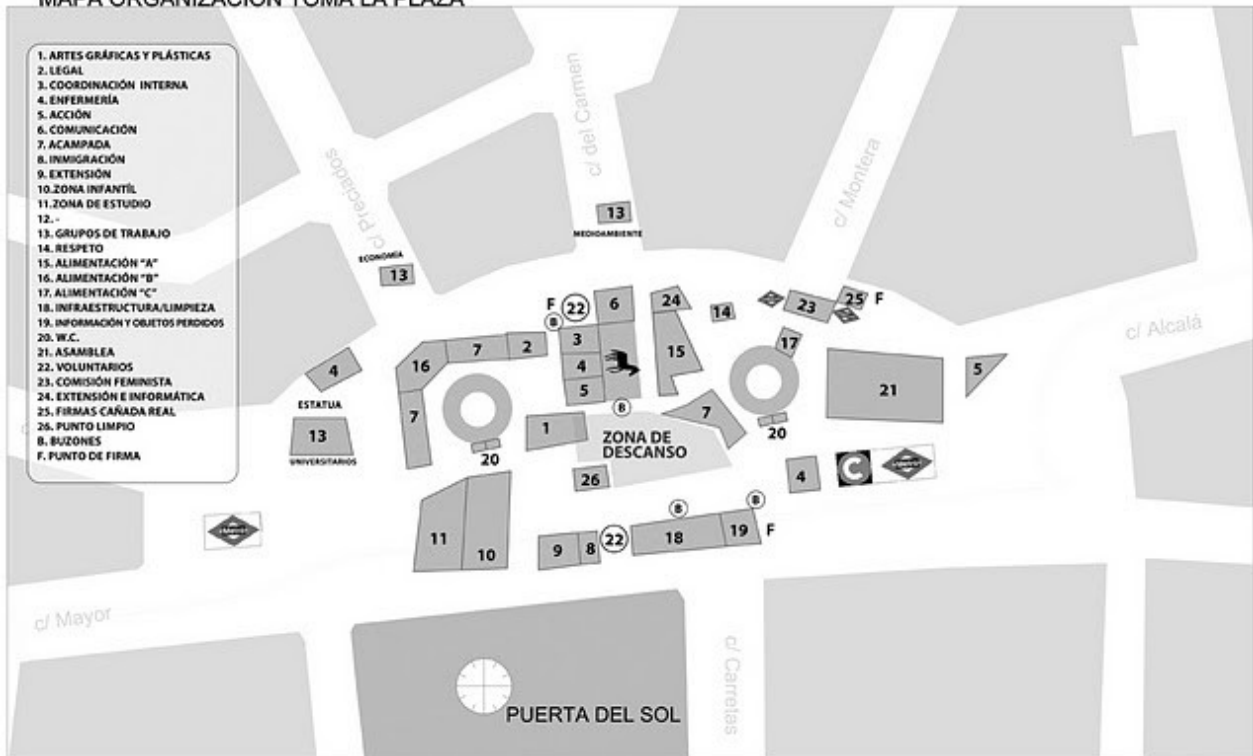 MAPA ORGANIZACIÓN TOMA LA PLAZA
1. ARTES GRÁFICAS Y PLÁSTICAS
2. LEGAL
3. COORDINACIÓN INTERNA
4. ENFERMERÍA
5. ACCIÓN
6. COMUNICACIÓN
7. ACAMPADA
8. INMIGRACIÓN
9. EXTENSIÓN
10.ZONA INFANTÍL
11.ZONA DE ESTUDIO
12. -
13. GRUPOS DE TRABAJO
14. RESPETO
15. ALIMENTACIÓN "A"
16. ALIMENTACIÓN "B"
17. ALIMENTACIÓN "C"
18. INFRAESTRUCTURA/LIMPIEZA
19. INFORMACIÓN Y OBJETOS PERDIDOS
20. W.C.
21. ASAMBLEA
22. VOLUNTARIOS
23. COMISIÓN FEMINISTA
24. EXTENSIÓN E INFORMÁTICA
25. FIRMAS CAÑADA REAL
26. PUNTO LIMPIO
B. BUZONES
F. PUNTO DE FIRMA
c/ Preciados
c/ del Carmen
c/ Montera
c/ Alcalá
13
MEDIOAMBIENTE
ECONOMÍA
13
F
22
B
6
24
14
23
25
F
3
2
7
16
4
4
15
17
5
21
5
ESTATUA
13
UNIVERSITARIOS
7
20
1
B
7
ZONA DE
DESCANSO
20
26
4
C
11
10
9
8
22
B
18
B
19
F
c/ Mayor
c/ Carretas
PUERTA DEL SOL